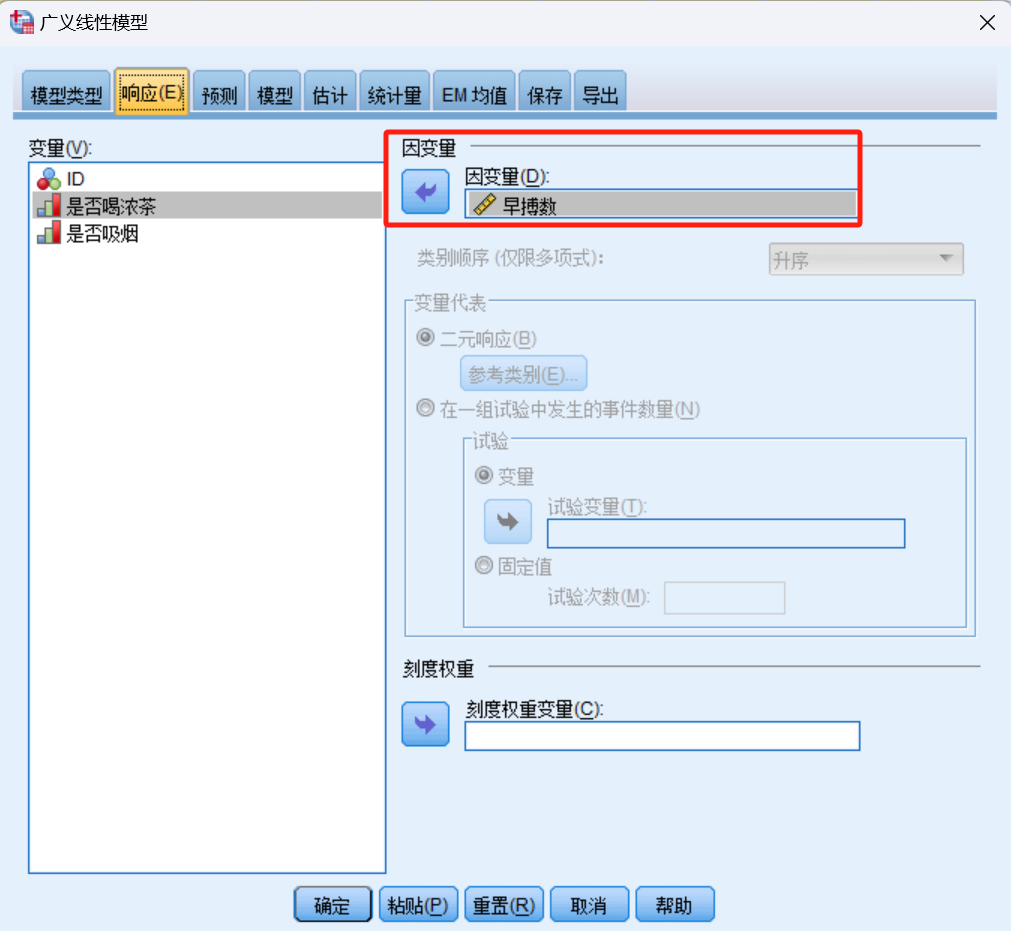 广义线性模型
模型类型 响应(E) 预测 模型 估计 统计量 EM 均值 保存 导出
变量(V):
ID
是否喝浓茶
是否吸烟
因变量
因变量(D):
早搏数
类别顺序 (仅限多项式):
升序
变量代表
二元响应(B)
参考类别(E)...
在一组试验中发生的事件数量(N)
试验
变量
试验变量(T):
固定值
试验次数(M):
刻度权重
刻度权重变量(C):
确定 粘贴(P) 重置(R) 取消 帮助